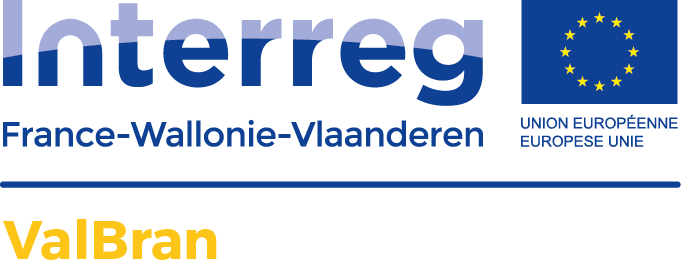 Interreg
France-Wallonie-Vlaanderen
UNION EUROPÉENNE
EUROPESE UNIE
ValBran